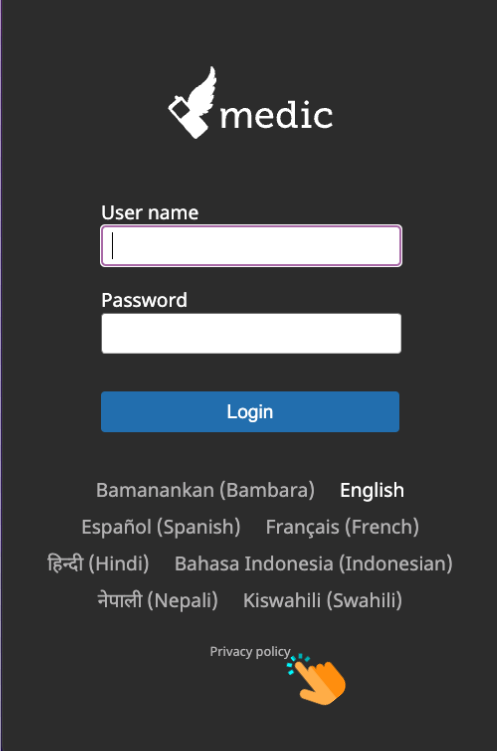 medic
User name
Password
Login
Bamanankan (Bambara) English
Español (Spanish) Français (French)
हिन्दी (Hindi) Bahasa Indonesia (Indonesian)
नेपाली (Nepali) Kiswahili (Swahili)
Privacy policy